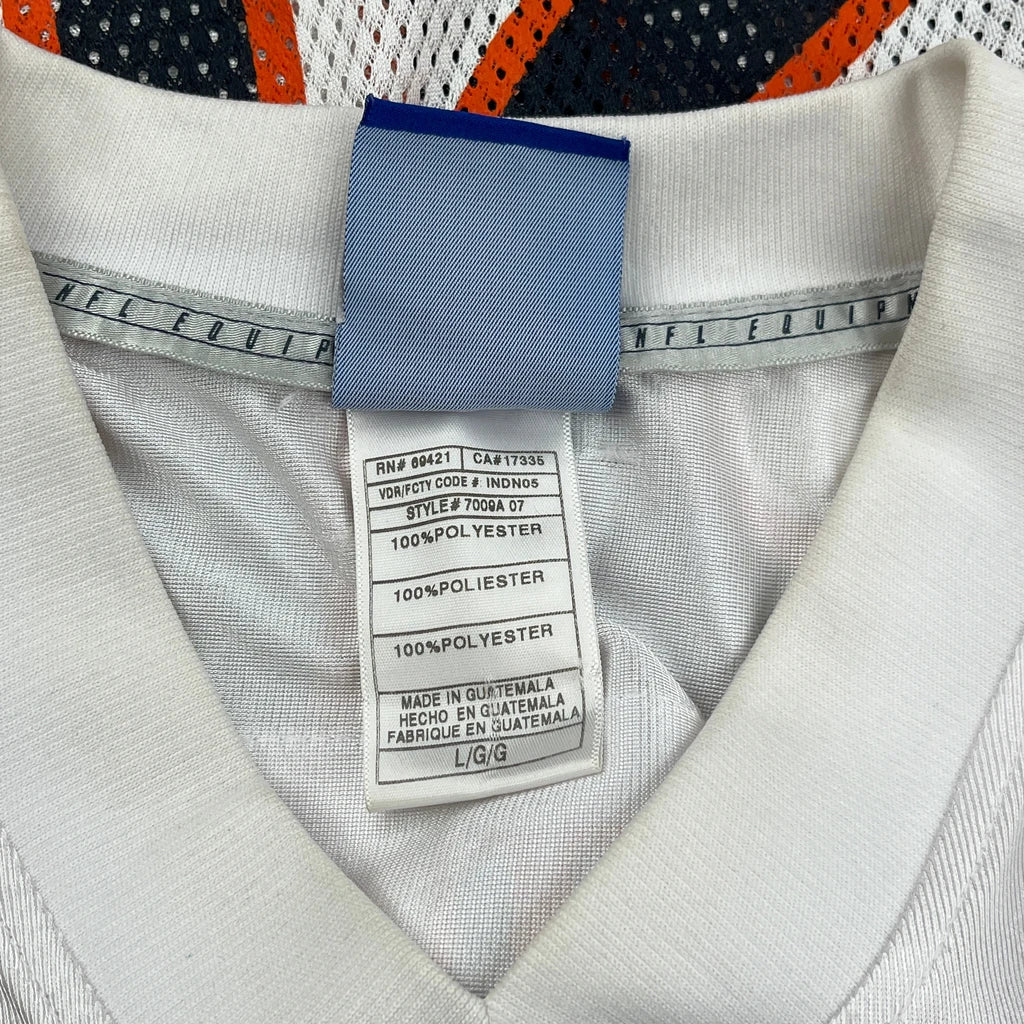 NFL EQUIP
NFL EQUIPM
RN# 69421 CA#17335
VDR/FCTY CODE # INDN05
STYLE# 7009A 07
100%POLYESTER
100%POLIESTER
100%POLYESTER
MADE IN GUATEMALA
HECHO EN GUATEMALA
FABRIQUE EN GUATEMALA
L/G/G